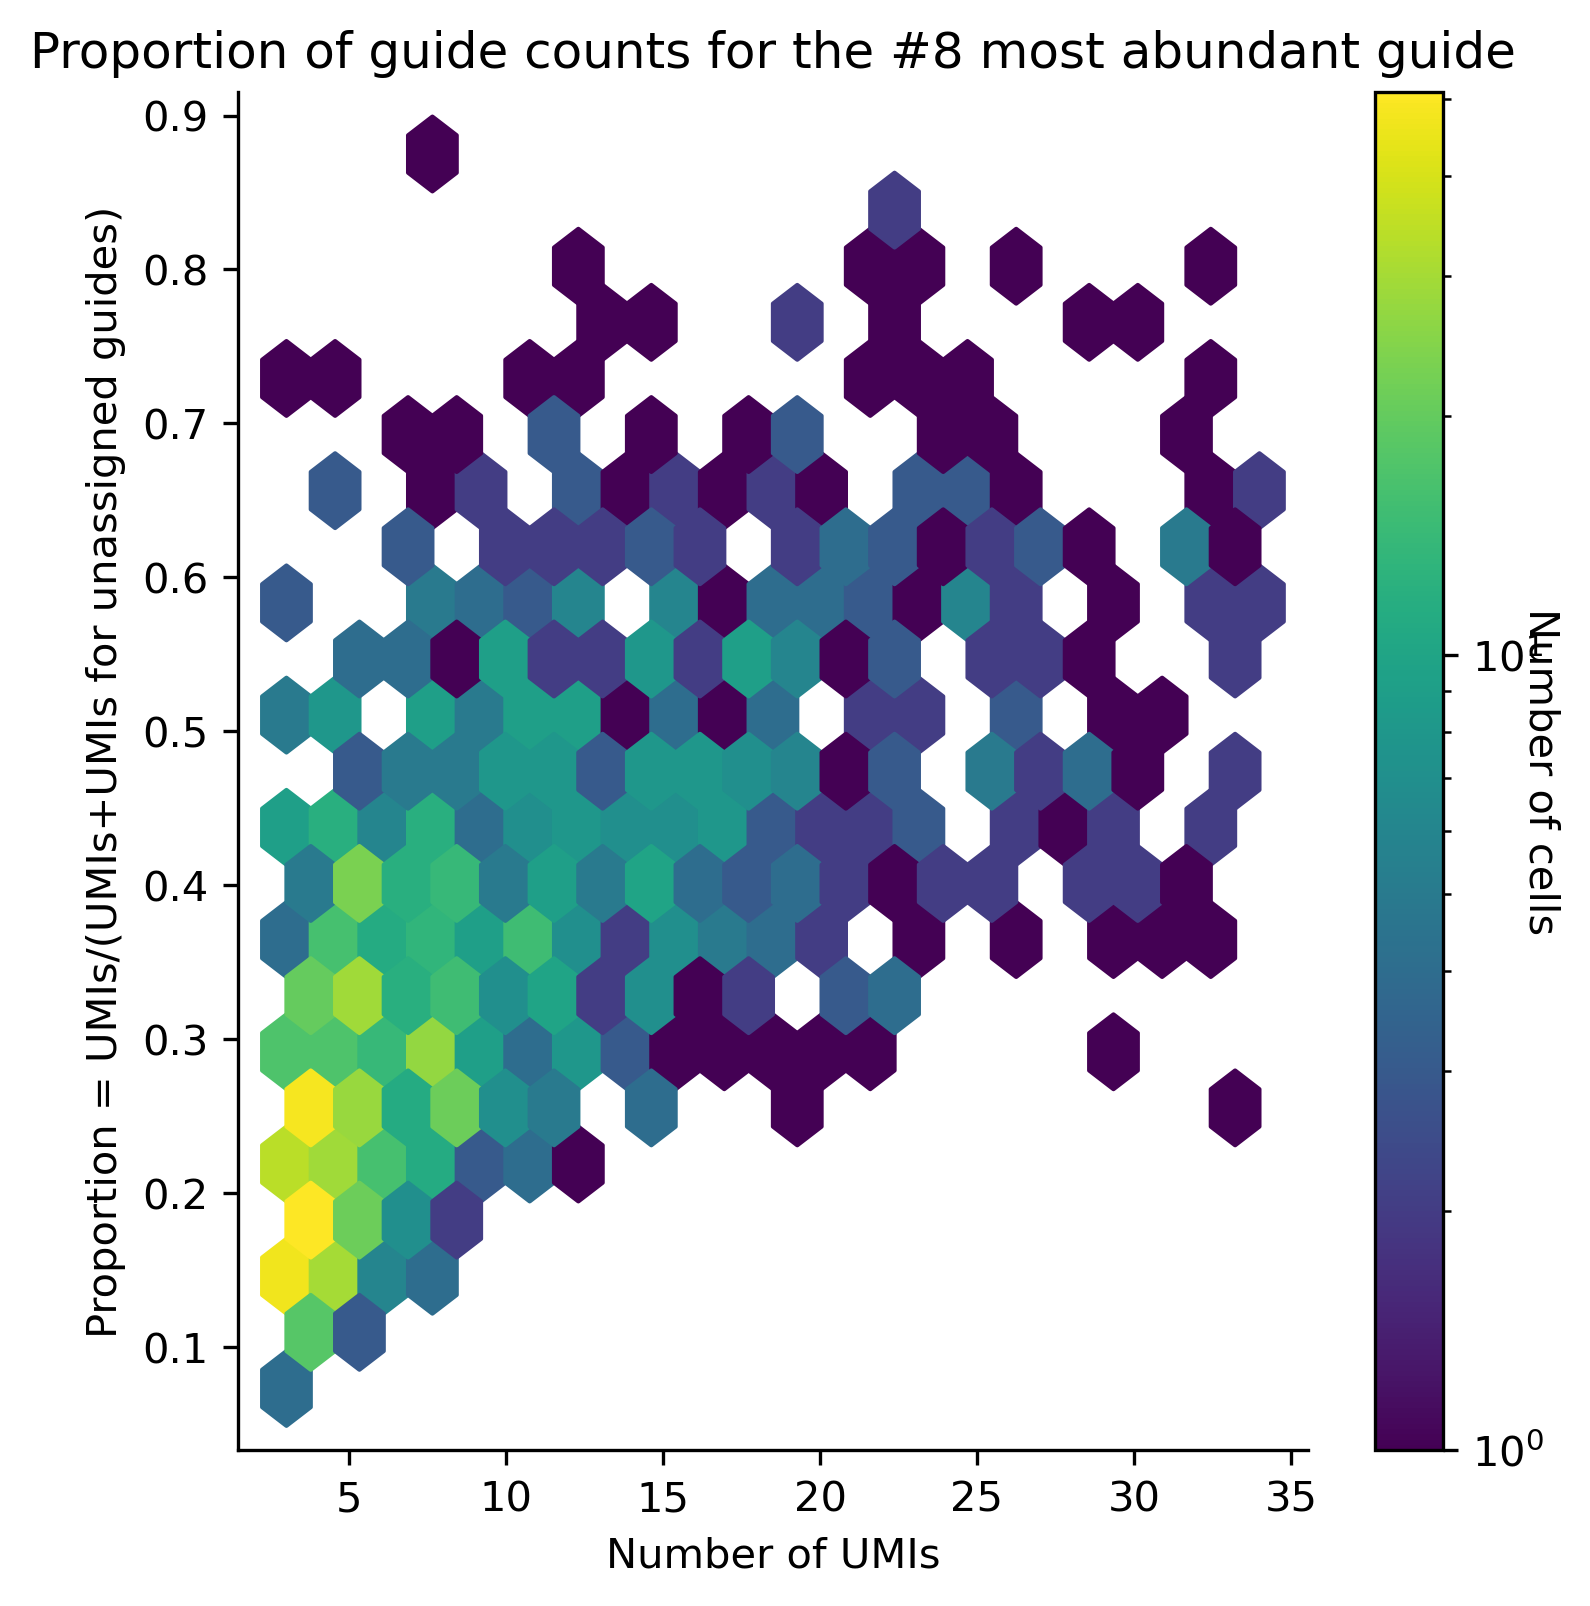 Proportion of guide counts for the #8 most abundant guide
Proportion = UMIs/(UMIs+UMIs for unassigned guides)
0.9
0.8
0.7
0.6
0.5
0.4
0.3
0.2
0.1
5 10 15 20 25 30 35
Number of UMIs
10¹
10⁰
Number of cells